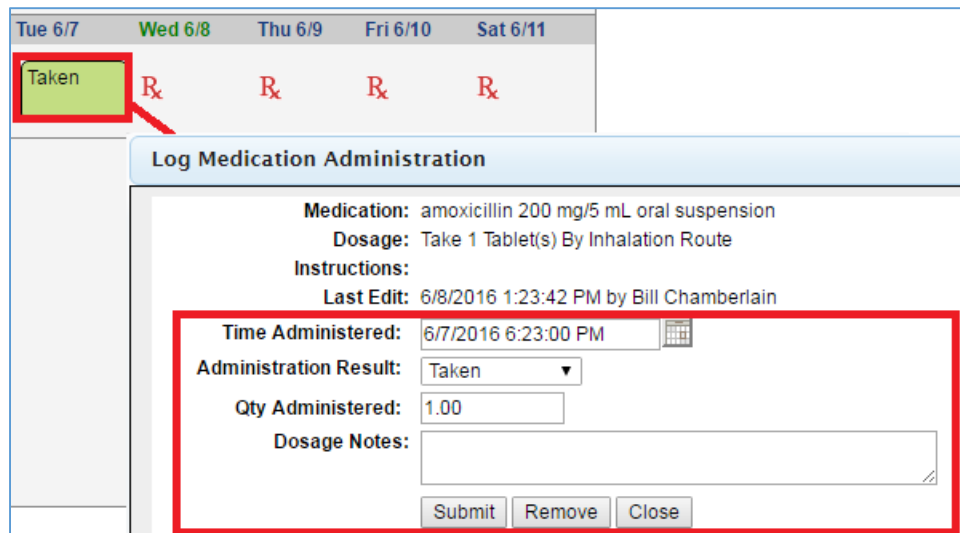 Tue 6/7 Wed 6/8 Thu 6/9 Fri 6/10 Sat 6/11
Taken ℞ ℞ ℞ ℞
Log Medication Administration
Medication: amoxicillin 200 mg/5 mL oral suspension
Dosage: Take 1 Tablet(s) By Inhalation Route
Instructions:
Last Edit: 6/8/2016 1:23:42 PM by Bill Chamberlain
Time Administered: 6/7/2016 6:23:00 PM
Administration Result: Taken
Qty Administered: 1.00
Dosage Notes:
Submit Remove Close